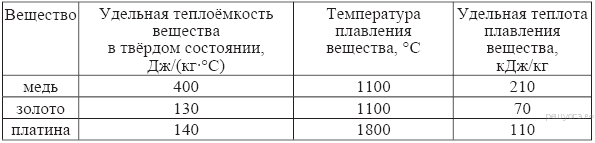 Вещество Удельная теплоёмкость Температура Удельная теплота
вещества плавления плавления
в твёрдом состоянии, вещества, °С вещества,
Дж/(кг·°С) кДж/кг
медь 400 1100 210
золото 130 1100 70
платина 140 1800 110